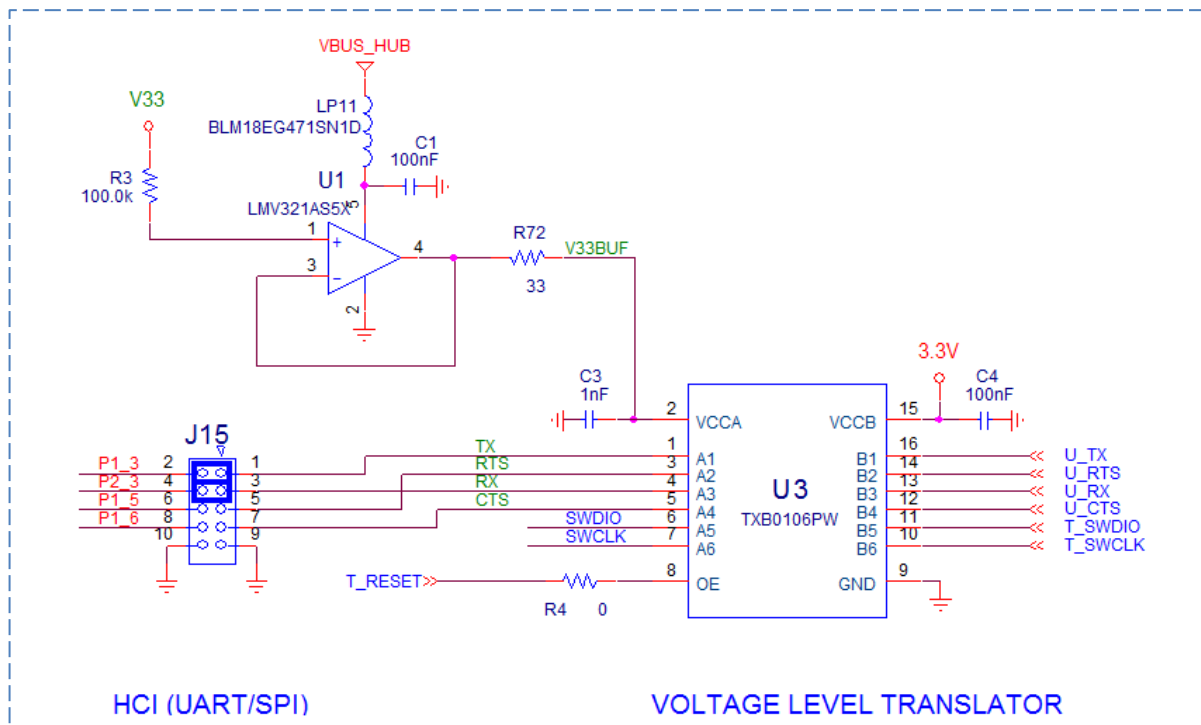 VBUS_HUB
V33
LP11
BLM18EG471SN1D
C1
100nF
R3
100.0k
U1
LMV321AS5X
5
1
+
4
3
-
2
R72
V33BUF
33
3.3V
C3
1nF
C4
100nF
2 VCCA VCCB 15
J15
TX 1 A1 B1 16 U_TX
P1_3 2 1 RTS 3 A2 B2 14 U_RTS
P2_3 4 3 RX 4 A3 U3 B3 13 U_RX
P1_5 6 5 CTS 5 A4 B4 12 U_CTS
P1_6 8 7 SWDIO 6 A5 TXB0106PW B5 11 T_SWDIO
10 9 SWCLK 7 A6 B6 10 T_SWCLK
T_RESET 8 OE GND 9
R4 0
HCI (UART/SPI)
VOLTAGE LEVEL TRANSLATOR